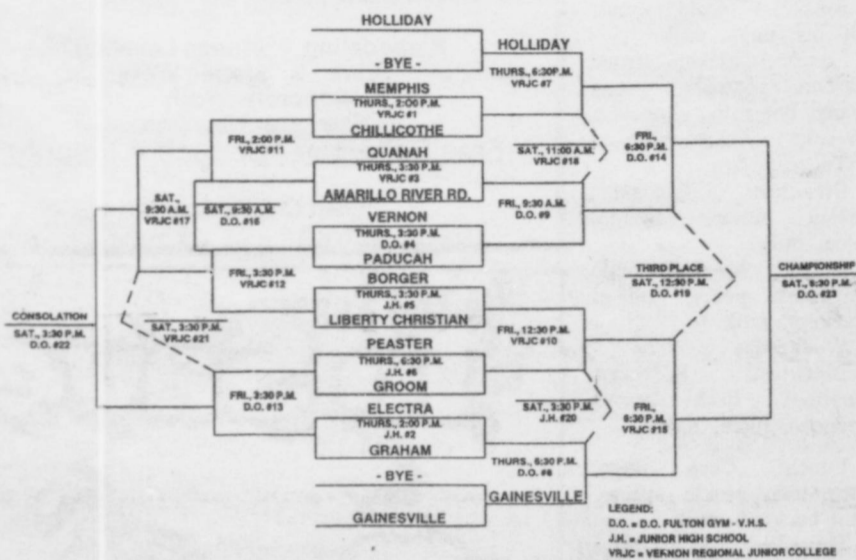 HOLLIDAY
HOLLIDAY
- BYE -
THURS., 6:30P.M.
VRJC #7
MEMPHIS
THURS., 2:00 P.M.
VRJC #1
CHILLICOTHE
FRI., 2:00 P.M.
VRJC #11
QUANAH
THURS., 3:30 P.M.
VRJC #3
AMARILLO RIVER RD.
SAT., 11:00 A.M.
VRJC #18
FRI.,
6:30 P.M.
D.O. #14
SAT.,
9:30 A.M.
VRJC #17
SAT., 9:30 A.M.
D.O. #16
VERNON
THURS., 3:30 P.M.
D.O. #4
PADUCAH
FRI., 9:30 A.M.
D.O. #9
FRI., 3:30 P.M.
VRJC #12
BORGER
THURS., 3:30 P.M.
J.H. #5
LIBERTY CHRISTIAN
THIRD PLACE
SAT., 12:30 P.M.
D.O. #19
CHAMPIONSHIP
D.O. #23
CONSOLATION
SAT., 3:30 P.M.
D.O. #22
SAT., 3:30 P.M.
VRJC #21
FRI., 12:30 P.M.
VRJC #10
PEASTER
THURS., 6:30 P.M.
J.H. #6
GROOM
FRI., 3:30 P.M.
D.O. #13
ELECTRA
THURS., 2:00 P.M.
J.H. #2
GRAHAM
SAT., 3:30 P.M.
J.H. #20
FRI.,
VRJC #15
THURS., 6:30 P.M.
D.O. #8
- BYE -
GAINESVILLE
GAINESVILLE
LEGEND:
D.O. = D.O. FULTON GYM - V.H.S.
J.H. = JUNIOR HIGH SCHOOL
VRJC = VERNON REGIONAL JUNIOR COLLEGE